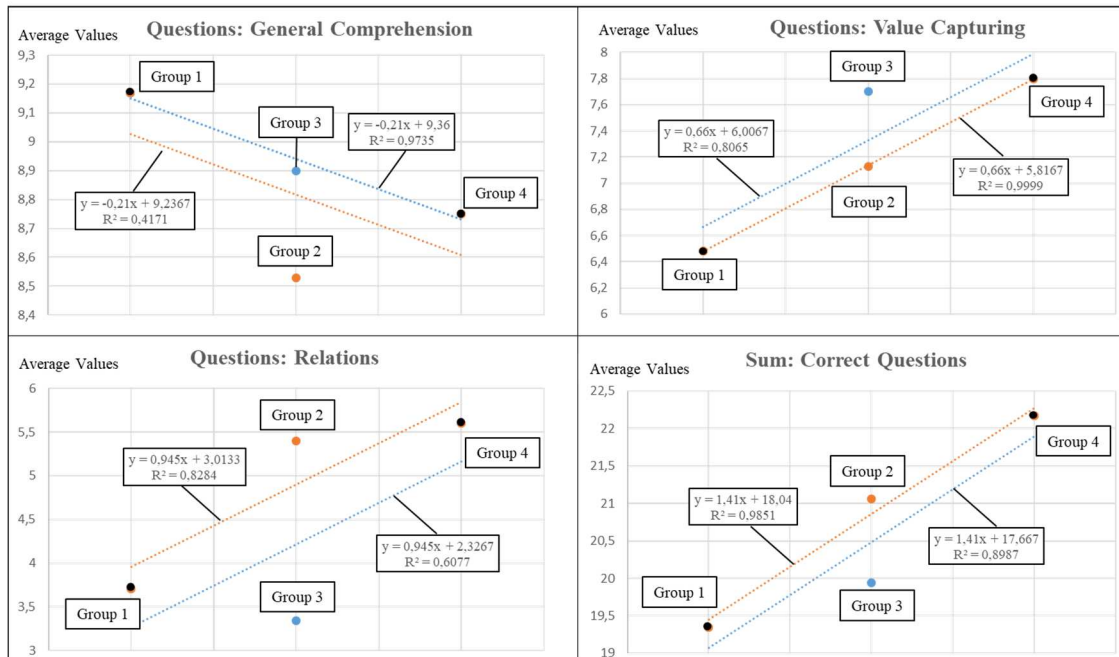 Average Values
Questions: General Comprehension
9,3
9,2
9,1
9
8,9
8,8
8,7
8,6
8,5
8,4
Group 1
Group 3
y = -0,21x + 9,36
R² = 0,9735
y = -0,21x + 9,2367
R² = 0,4171
Group 4
Group 2
Average Values
Questions: Value Capturing
8
7,8
7,6
7,4
7,2
7
6,8
6,6
6,4
6,2
6
Group 3
Group 4
y = 0,66x + 6,0067
R² = 0,8065
y = 0,66x + 5,8167
R² = 0,9999
Group 2
Group 1
Average Values
Questions: Relations
6
5,5
5
4,5
4
3,5
3
Group 2
Group 4
y = 0,945x + 3,0133
R² = 0,8284
y = 0,945x + 2,3267
R² = 0,6077
Group 1
Group 3
Average Values
Sum: Correct Questions
22,5
22
21,5
21
20,5
20
19,5
19
Group 4
Group 2
y = 1,41x + 18,04
R² = 0,9851
y = 1,41x + 17,667
R² = 0,8987
Group 1
Group 3